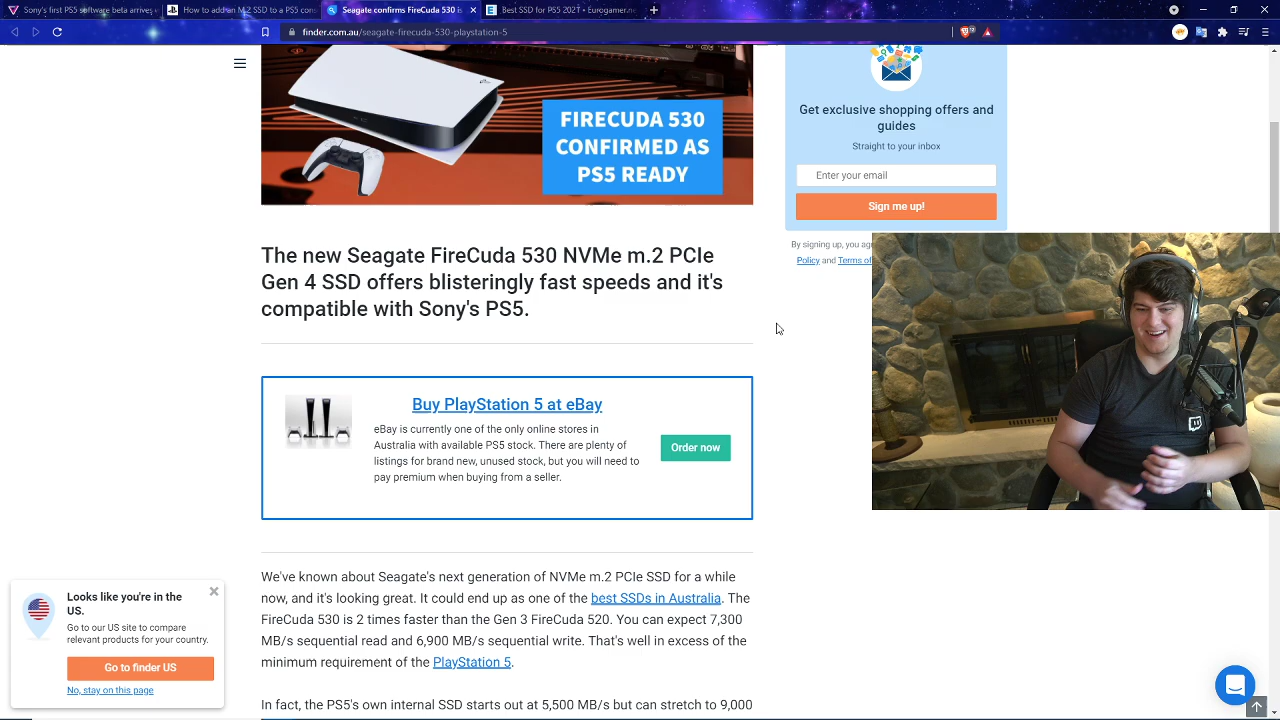 Sony's first PS5 software beta arrives w
How to add an M.2 SSD to a PS5 cons
Seagate confirms FireCuda 530 is
Best SSD for PS5 2021 • Eurogamer.ne
finder.com.au/seagate-firecuda-530-playstation-5
FIRECUDA 530
CONFIRMED AS
PS5 READY
Get exclusive shopping offers and
guides
Straight to your inbox
Enter your email
Sign me up!
By signing up, you agr
Policy and Terms of
The new Seagate FireCuda 530 NVMe m.2 PCIe
Gen 4 SSD offers blisteringly fast speeds and it's
compatible with Sony's PS5.
Buy PlayStation 5 at eBay
eBay is currently one of the only online stores in
Australia with available PS5 stock. There are plenty of
listings for brand new, unused stock, but you will need to
pay premium when buying from a seller.
Order now
We've known about Seagate's next generation of NVMe m.2 PCIe SSD for a while
now, and it's looking great. It could end up as one of the best SSDs in Australia. The
FireCuda 530 is 2 times faster than the Gen 3 FireCuda 520. You can expect 7,300
MB/s sequential read and 6,900 MB/s sequential write. That's well in excess of the
minimum requirement of the PlayStation 5.
In fact, the PS5's own internal SSD starts out at 5,500 MB/s but can stretch to 9,000
Looks like you're in the
US.
Go to our US site to compare
relevant products for your country.
Go to finder US
No, stay on this page